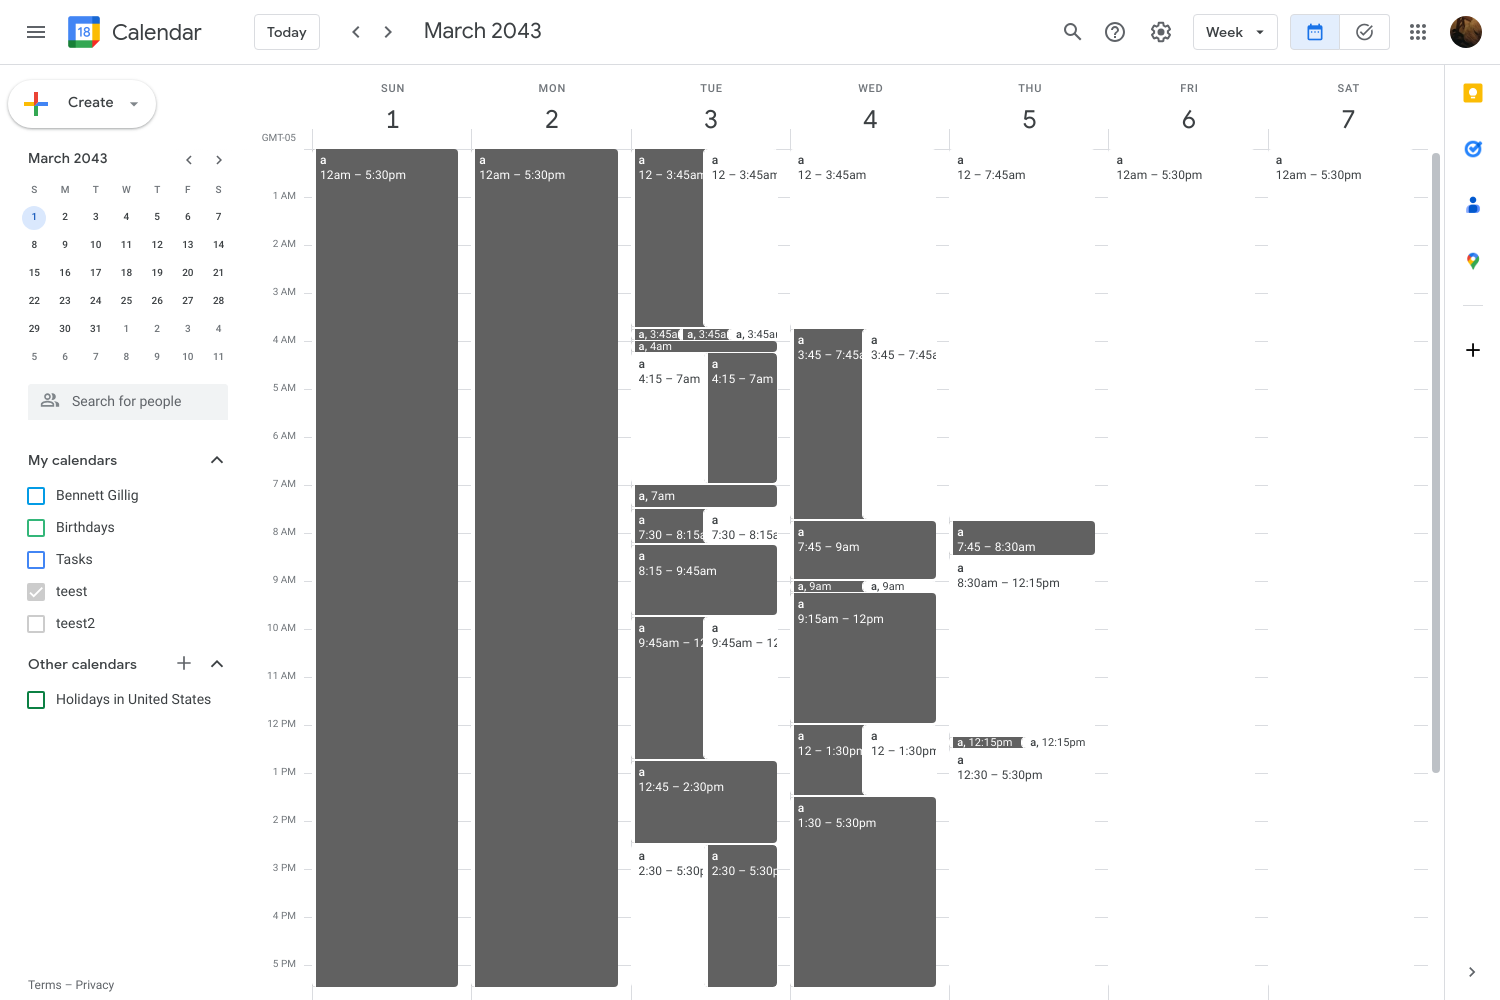 18 Calendar Today March 2043 Week
Create
March 2043
S M T W T F S
1 2 3 4 5 6 7
8 9 10 11 12 13 14
15 16 17 18 19 20 21
22 23 24 25 26 27 28
29 30 31 1 2 3 4
5 6 7 8 9 10 11
Search for people
My calendars
Bennett Gillig
Birthdays
Tasks
teest
teest2
Other calendars
Holidays in United States
Terms – Privacy
SUN MON TUE WED THU FRI SAT
1 2 3 4 5 6 7
GMT-05
1 AM
2 AM
3 AM
4 AM
5 AM
6 AM
7 AM
8 AM
9 AM
10 AM
11 AM
12 PM
1 PM
2 PM
3 PM
4 PM
5 PM
a
12am – 5:30pm
a
12am – 5:30pm
a
12 – 3:45am
a
12 – 3:45am
a, 3:45a
a, 3:45a
a, 3:45a
a, 4am
a
4:15 – 7am
a
4:15 – 7am
a, 7am
a
7:30 – 8:15a
a
7:30 – 8:15a
a
8:15 – 9:45am
a
9:45am – 12
a
9:45am – 12
a
12:45 – 2:30pm
a
2:30 – 5:30p
a
2:30 – 5:30p
a
12 – 3:45am
a
3:45 – 7:45a
a
3:45 – 7:45a
a
7:45 – 9am
a, 9am
a, 9am
a
9:15am – 12pm
a
12 – 1:30pm
a
12 – 1:30pm
a
1:30 – 5:30pm
a
12 – 7:45am
a
7:45 – 8:30am
a
8:30am – 12:15pm
a, 12:15pm
a, 12:15pm
a
12:30 – 5:30pm
a
12am – 5:30pm
a
12am – 5:30pm